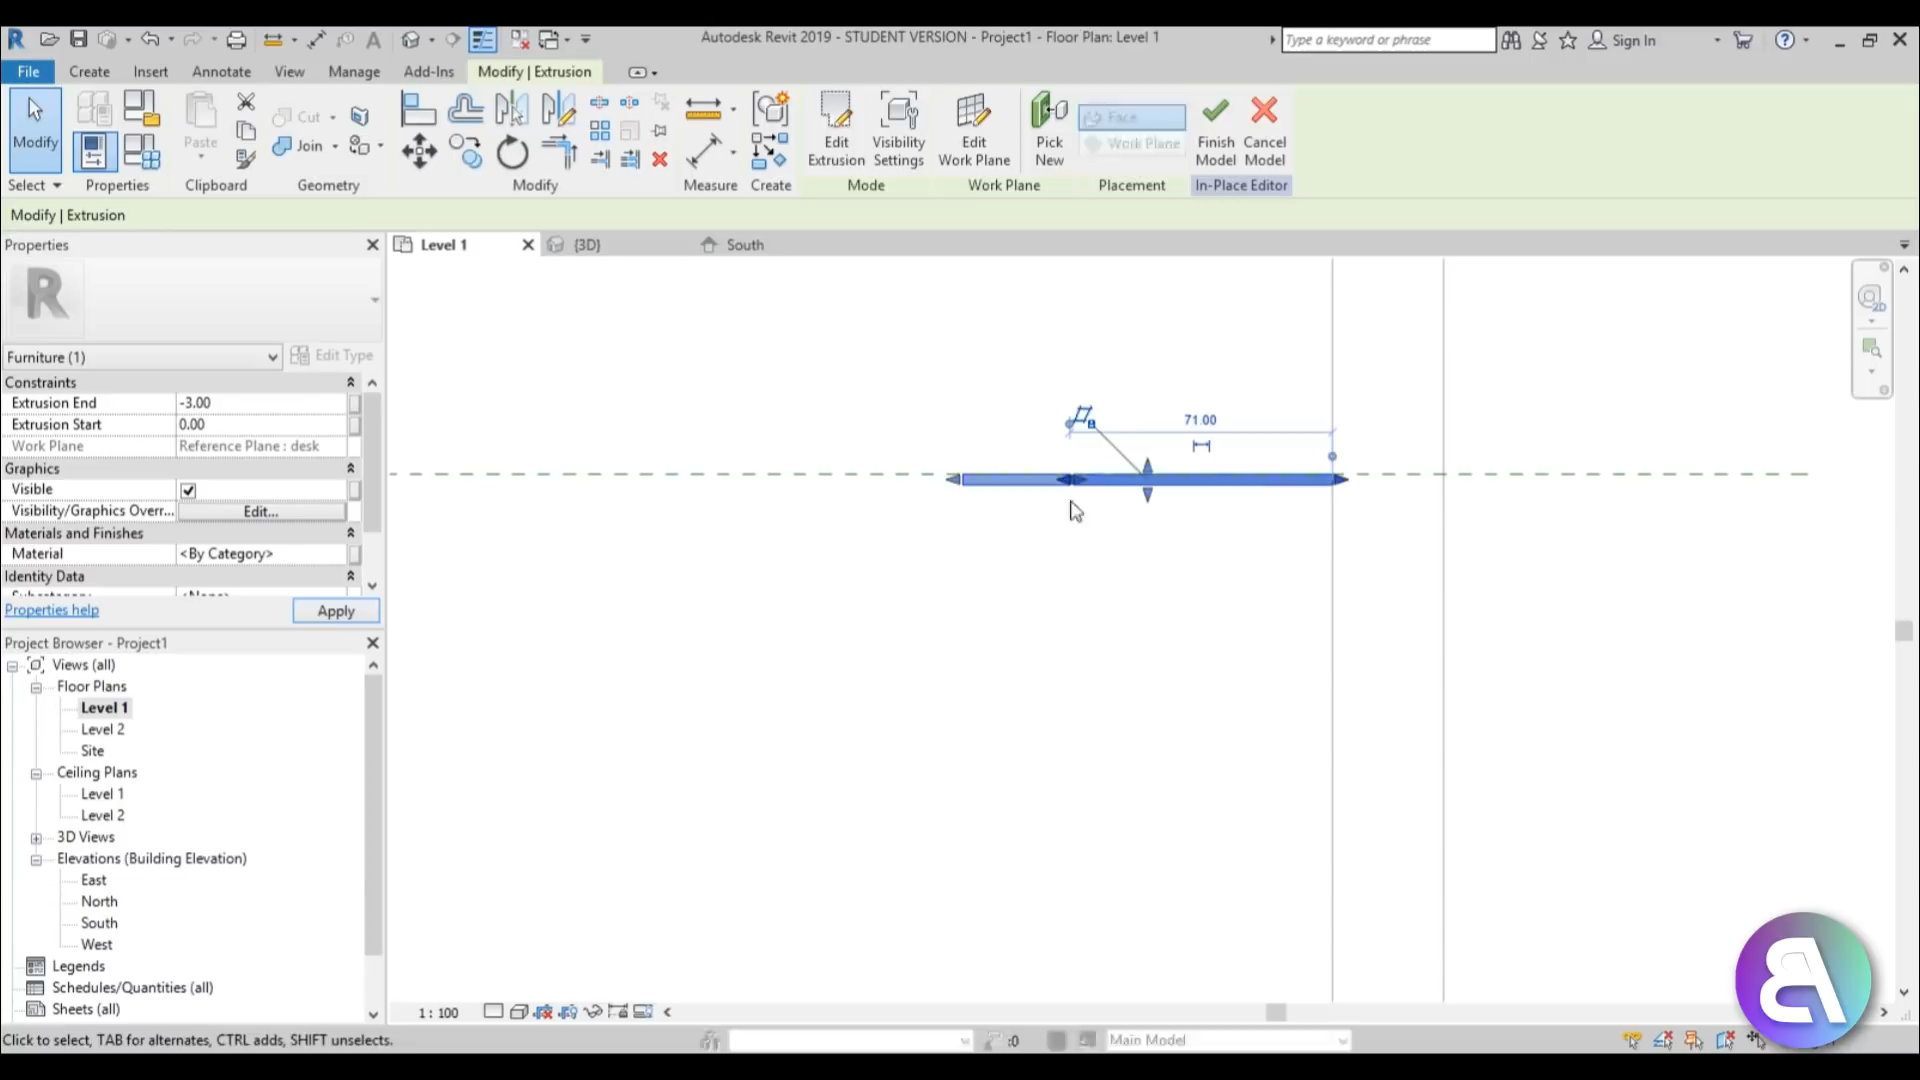 Autodesk Revit 2019 - STUDENT VERSION - Project1 - Floor Plan: Level 1
Type a keyword or phrase
Sign In
File Create Insert Annotate View Manage Add-Ins Modify | Extrusion
Modify
Paste
Cut
Join
Edit Extrusion
Visibility Settings
Edit Work Plane
Pick New
Face
Work Plane
Finish Model
Cancel Model
Select Properties Clipboard Geometry Modify Measure Create Mode Work Plane Placement In-Place Editor
Modify | Extrusion
Properties
Level 1 {3D} South
R
Furniture (1) Edit Type
Constraints
Extrusion End -3.00
Extrusion Start 0.00
Work Plane Reference Plane : desk
Graphics
Visible
Visibility/Graphics Overr... Edit...
Materials and Finishes
Material <By Category>
Identity Data
Properties help Apply
71.00
Project Browser - Project1
Views (all)
Floor Plans
Level 1
Level 2
Site
Ceiling Plans
Level 1
Level 2
3D Views
Elevations (Building Elevation)
East
North
South
West
Legends
Schedules/Quantities (all)
Sheets (all)
1 : 100
Click to select, TAB for alternates, CTRL adds, SHIFT unselects.
:0
Main Model